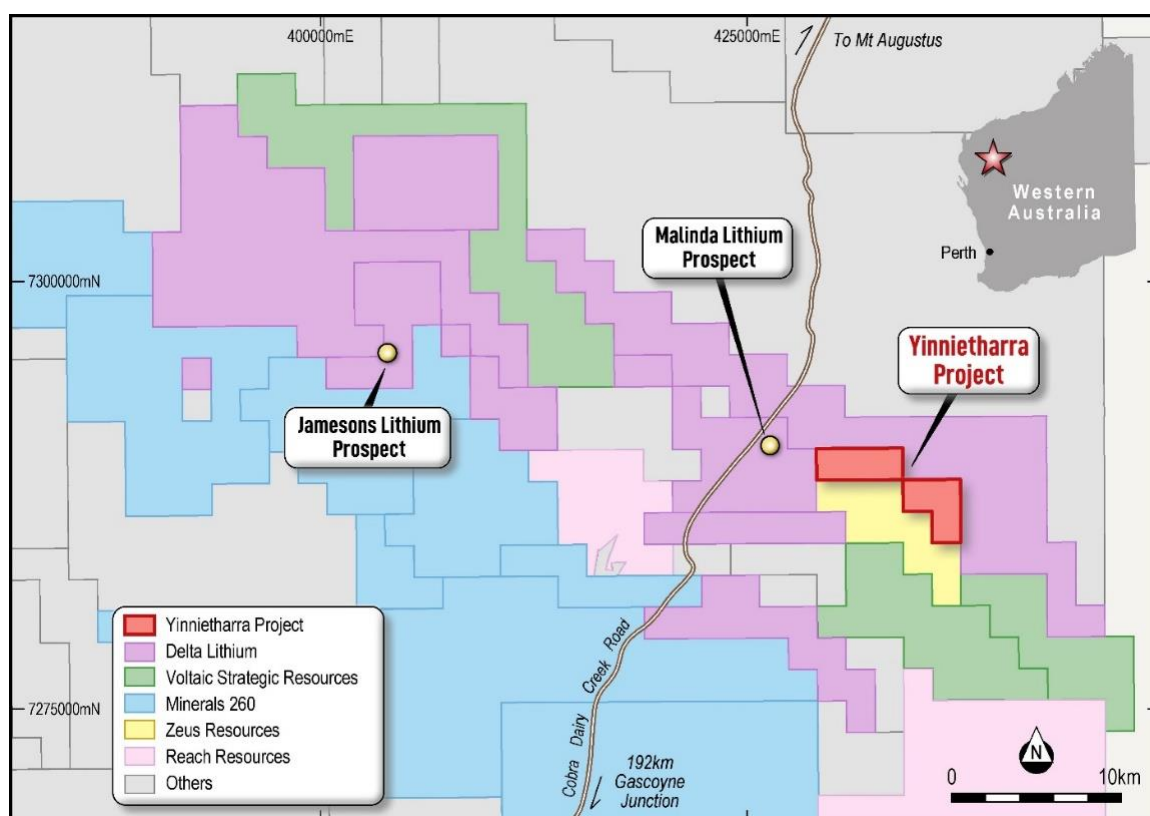 400000mE
425000mE
To Mt Augustus
Western
Australia
Perth
7300000mN
Malinda Lithium
Prospect
Yinnietharra
Project
Jamesons Lithium
Prospect
Yinnietharra Project
Delta Lithium
Voltaic Strategic Resources
Minerals 260
Zeus Resources
Reach Resources
Others
7275000mN
Cobra Dairy Creek Road
192km
Gascoyne
Junction
N
0 10km